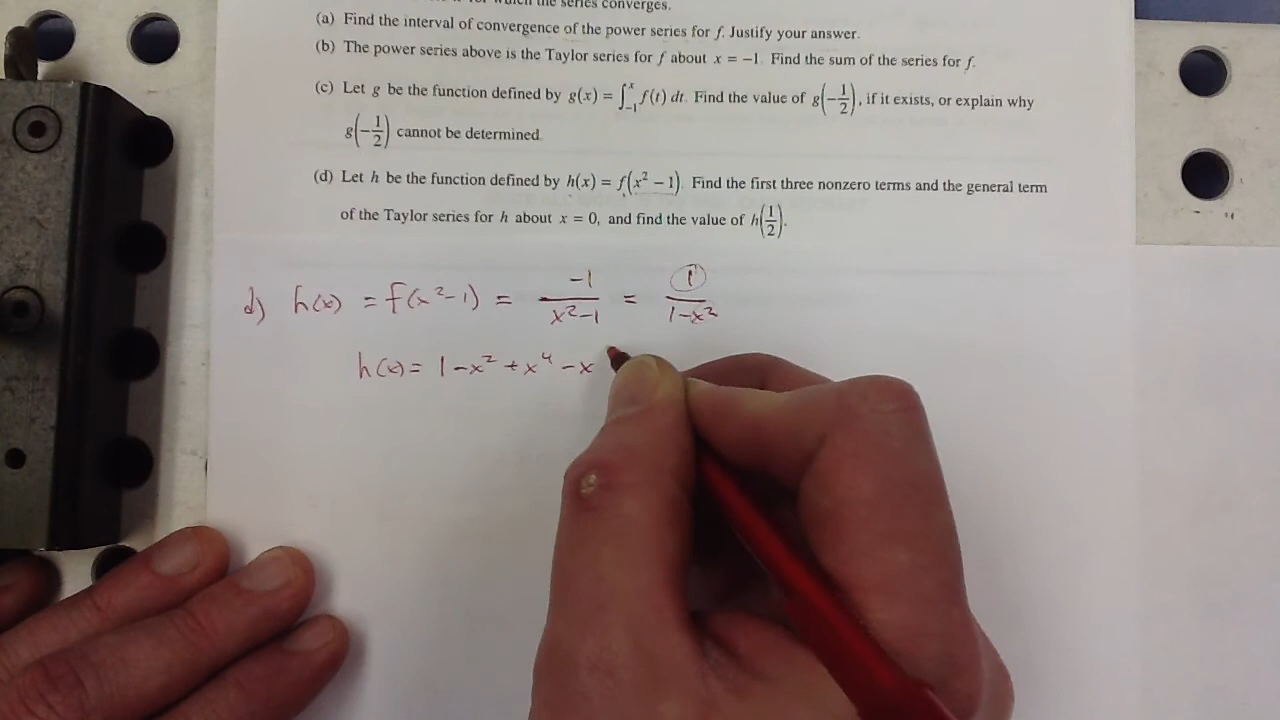 the series converges.
(a) Find the interval of convergence of the power series for f. Justify your answer.
(b) The power series above is the Taylor series for f about x = −1. Find the sum of the series for f.
(c) Let g be the function defined by g(x) = ∫_{-1}^{x} f(t) dt. Find the value of g(−1/2), if it exists, or explain why
g(−1/2) cannot be determined.
(d) Let h be the function defined by h(x) = f(x² − 1). Find the first three nonzero terms and the general term
of the Taylor series for h about x = 0, and find the value of h(1/2).
d) h(x) = f(x²-1) = -1/(x²-1) = 1/(1-x²)
h(x) = 1 - x² + x⁴ - x